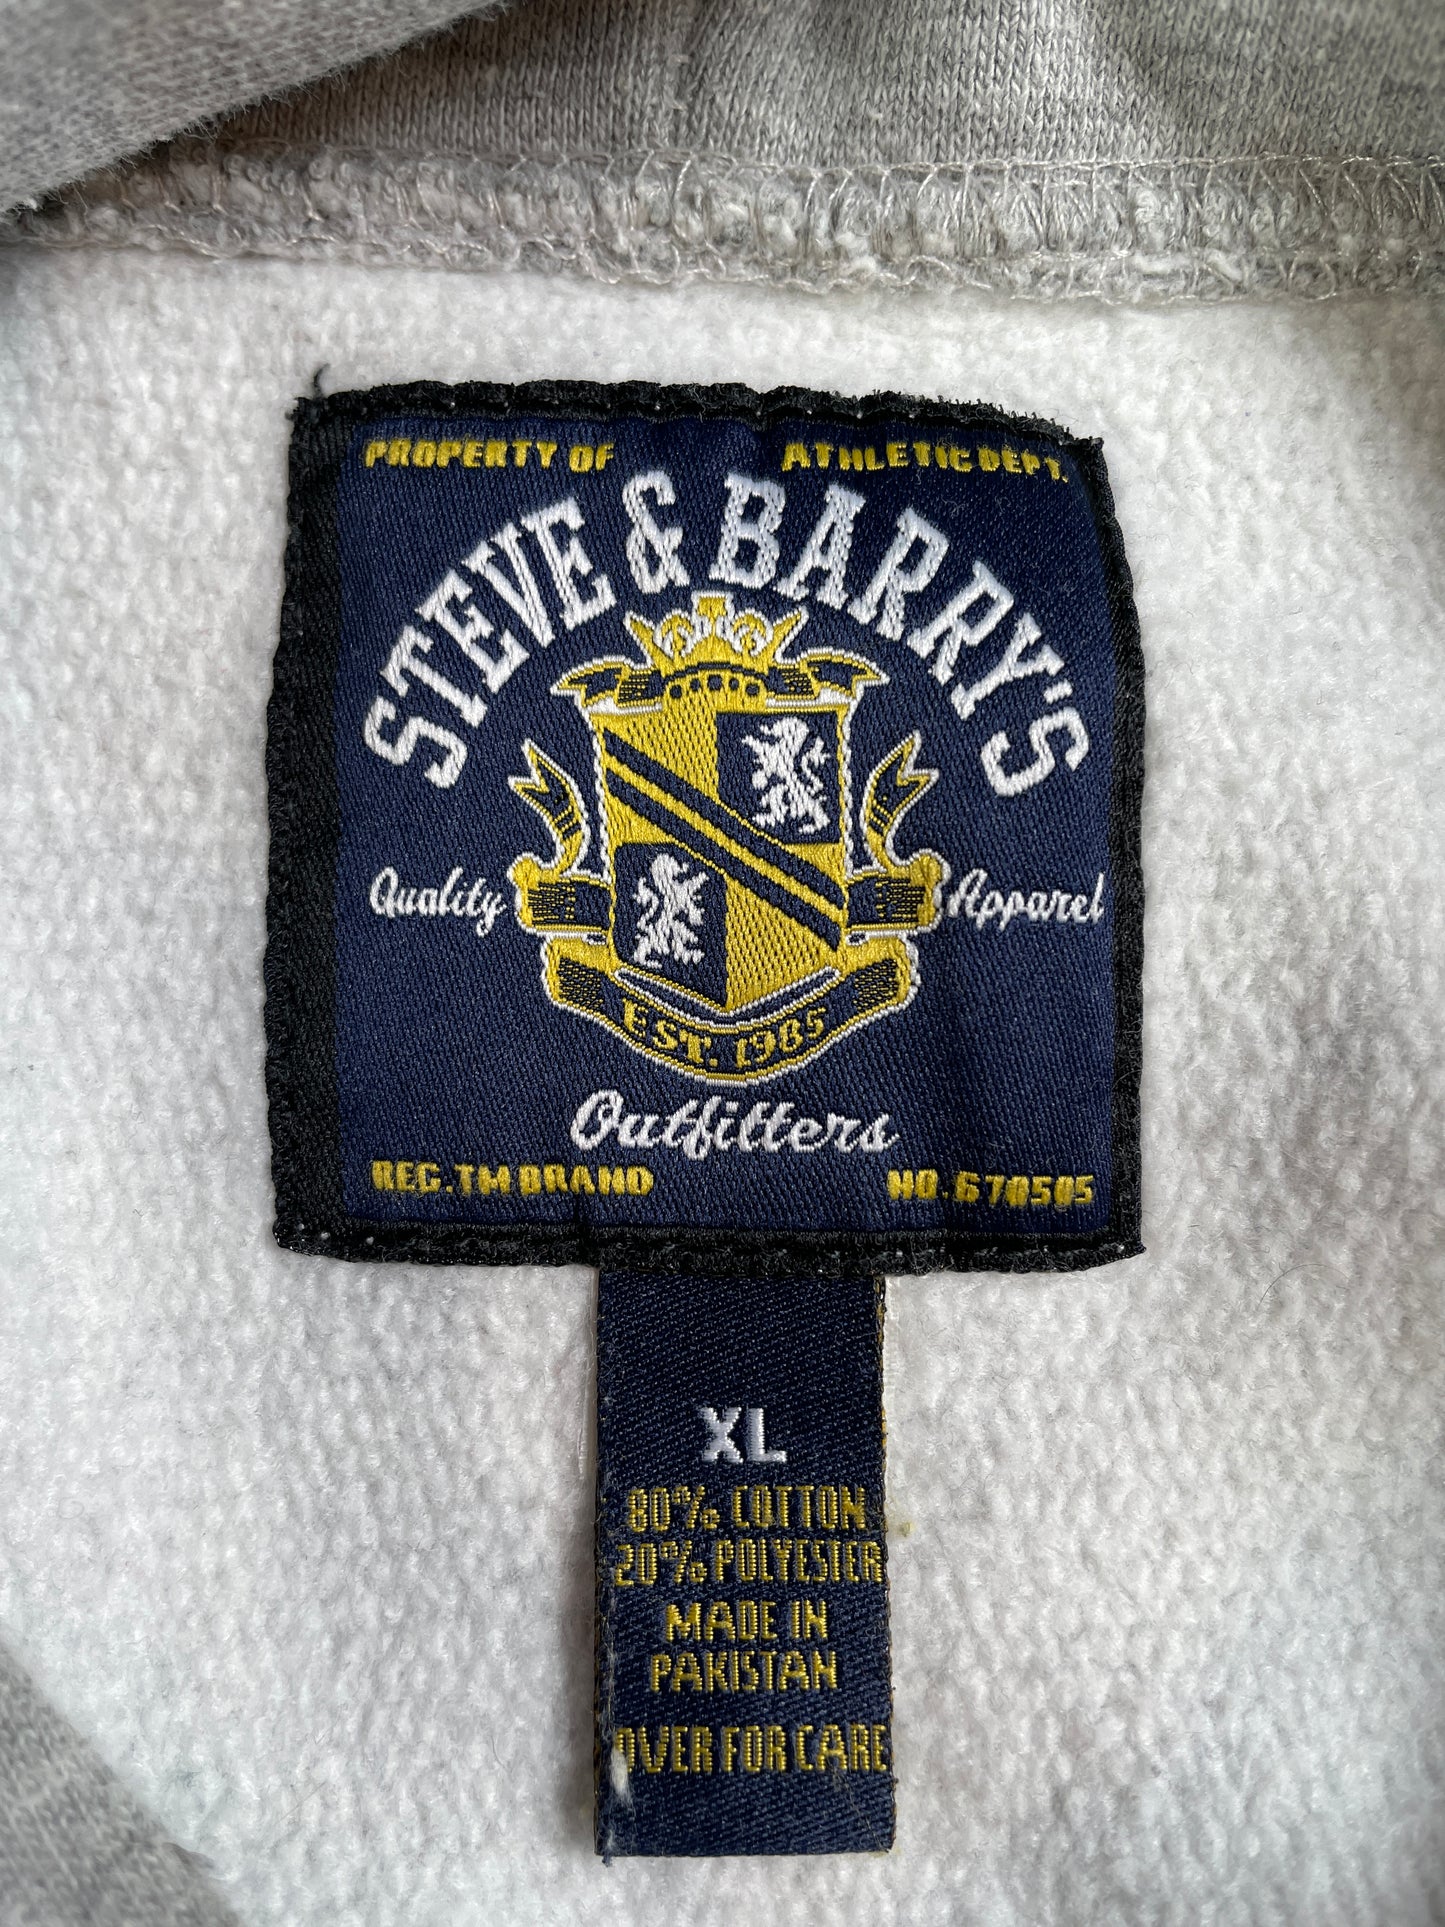 PROPERTY OF ATHLETIC DEPT.
STEVE & BARRY'S
Quality Apparel
EST. 1985
Outfitters
REG. TM BRAND NO. 670505
XL
80% COTTON
20% POLYESTER
MADE IN
PAKISTAN
OVER FOR CARE